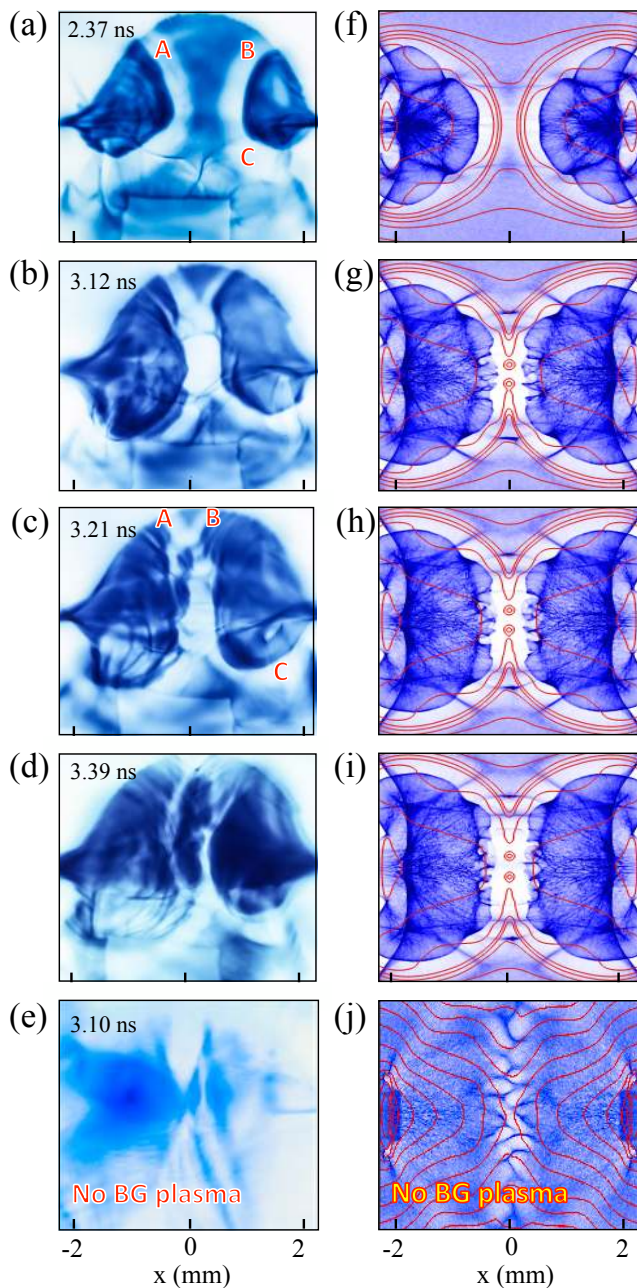 (a)
2.37 ns
A
B
C
(f)
(b)
3.12 ns
(g)
(c)
3.21 ns
A
B
C
(h)
(d)
3.39 ns
(i)
(e)
3.10 ns
No BG plasma
(j)
No BG plasma
-2 0 2
x (mm)
-2 0 2
x (mm)